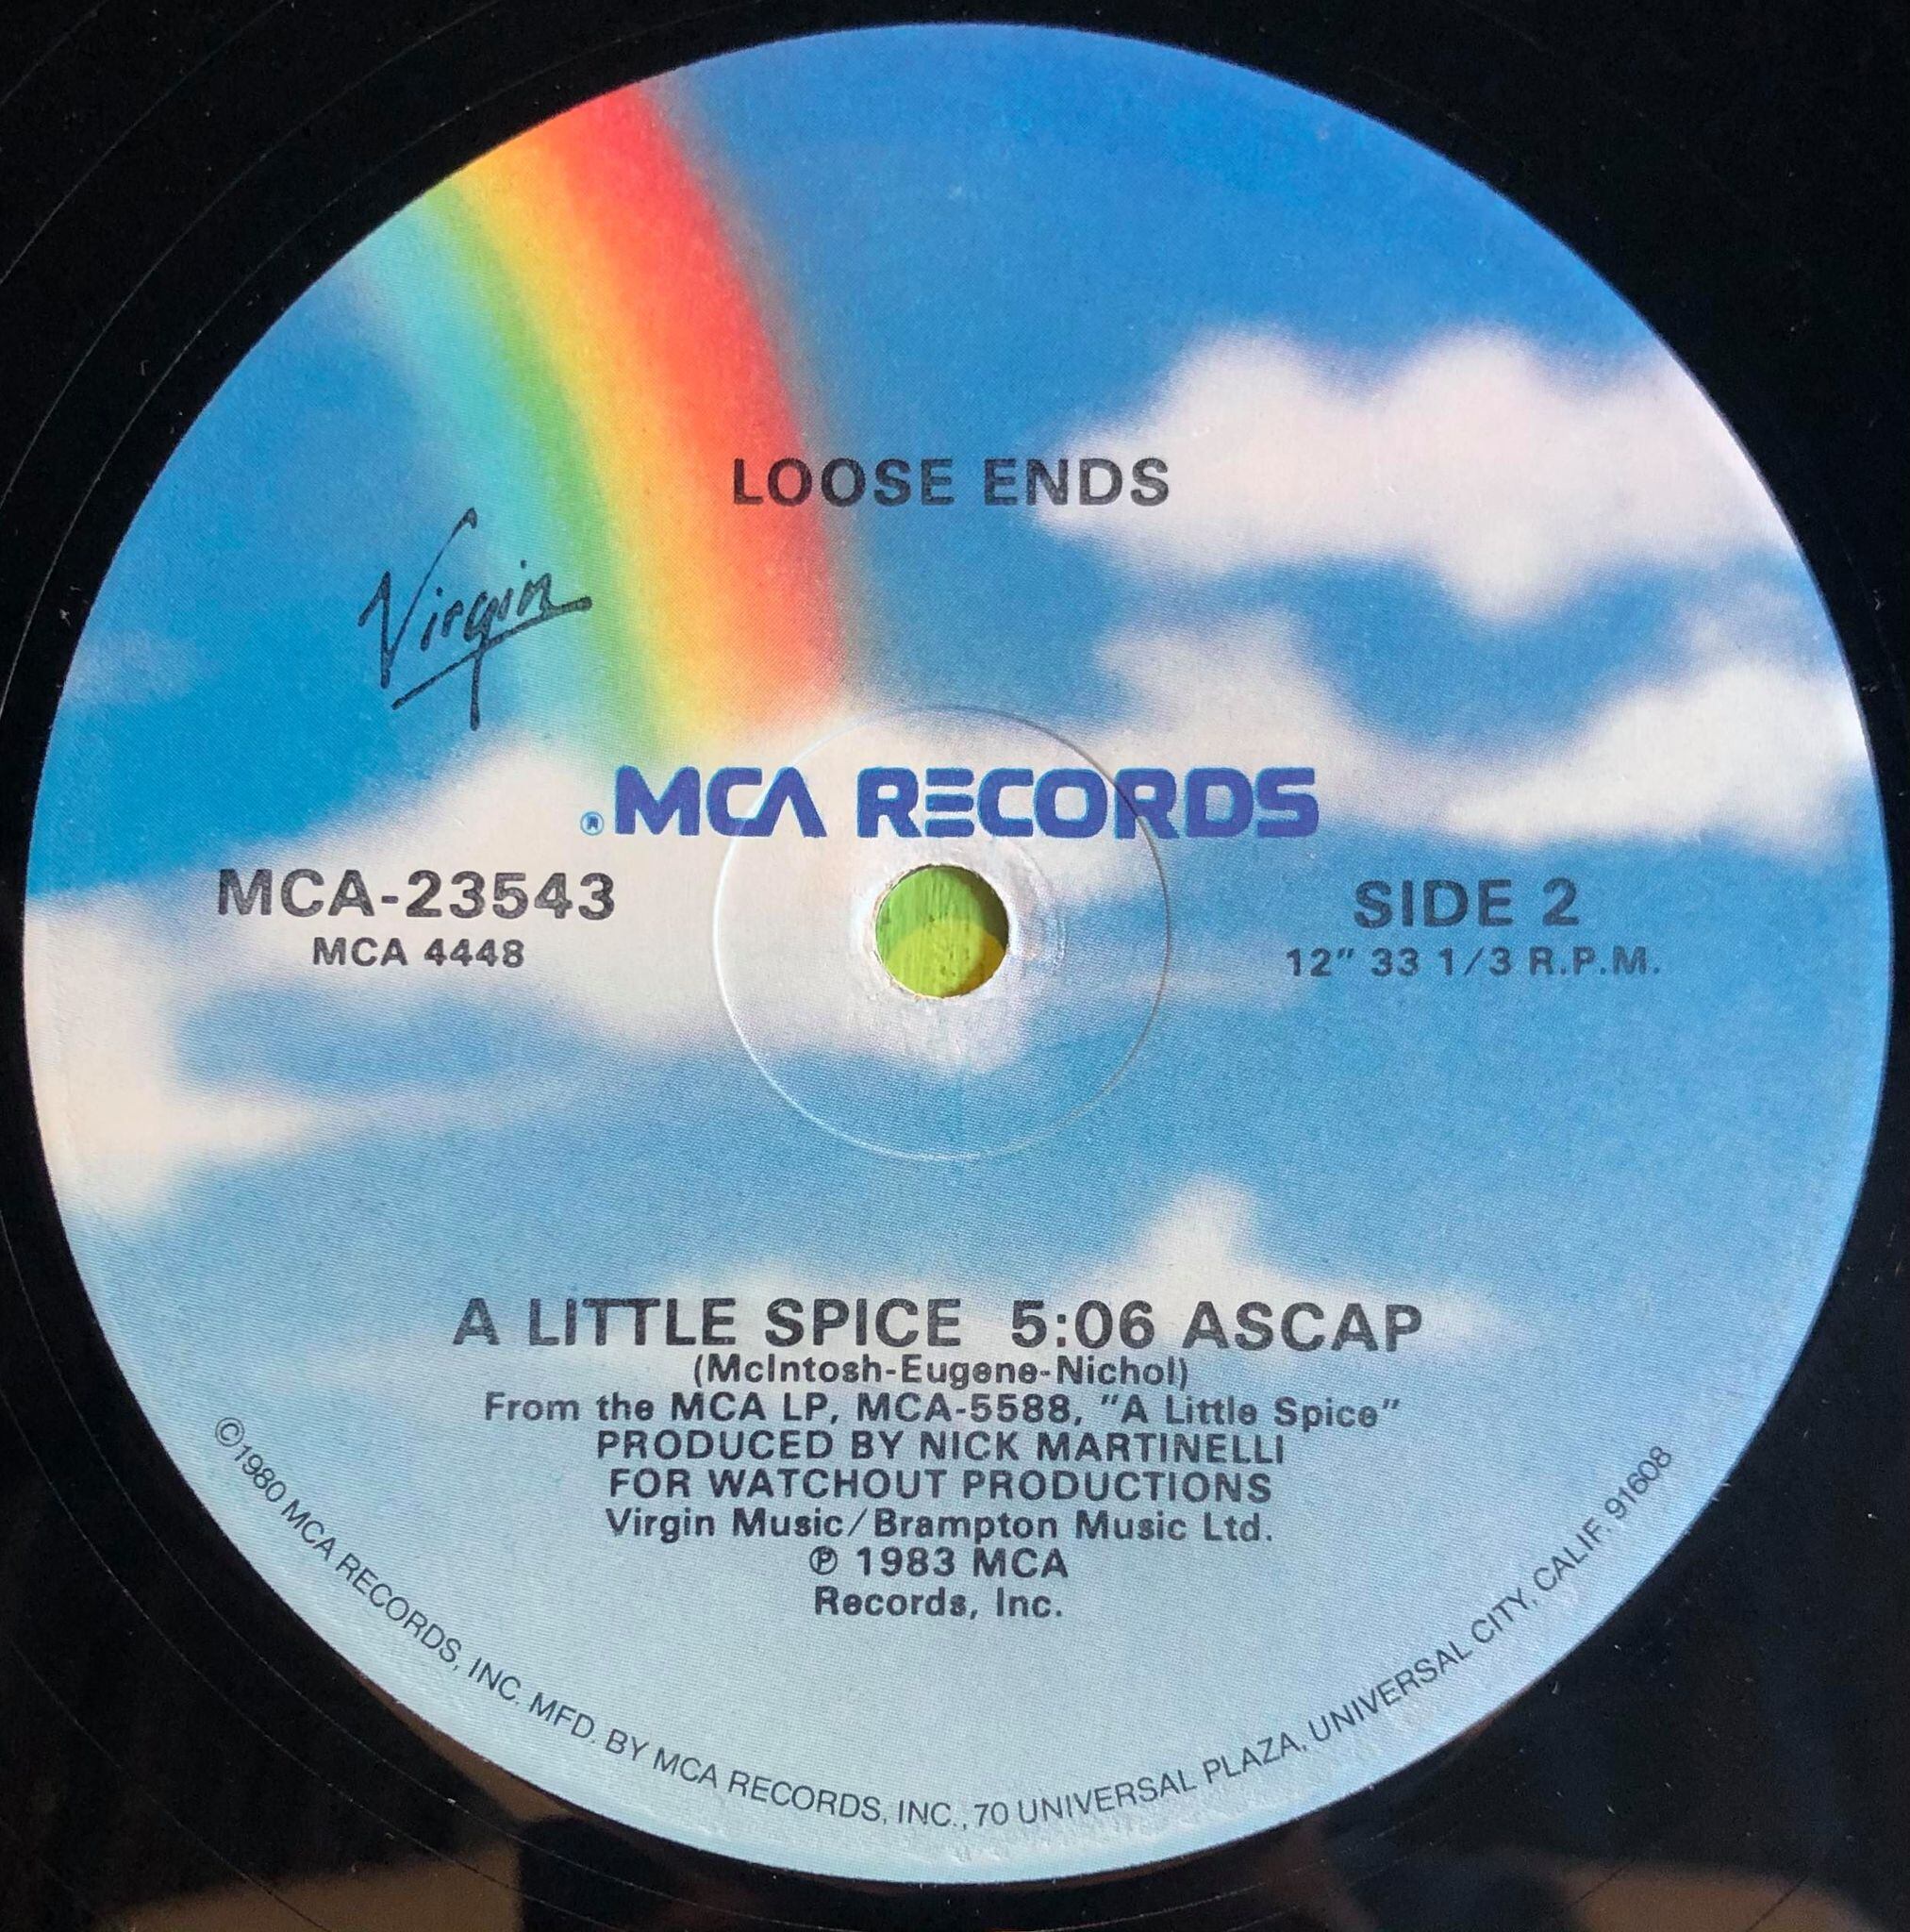 LOOSE ENDS
Virgin
® MCA RECORDS
MCA-23543
MCA 4448
SIDE 2
12" 33 1/3 R.P.M.
A LITTLE SPICE 5:06 ASCAP
(McIntosh-Eugene-Nichol)
From the MCA LP, MCA-5588, "A Little Spice"
PRODUCED BY NICK MARTINELLI
FOR WATCHOUT PRODUCTIONS
Virgin Music/Brampton Music Ltd.
℗ 1983 MCA
Records, Inc.
©1980 MCA RECORDS, INC. MFD. BY MCA RECORDS, INC., 70 UNIVERSAL PLAZA, UNIVERSAL CITY, CALIF. 91608